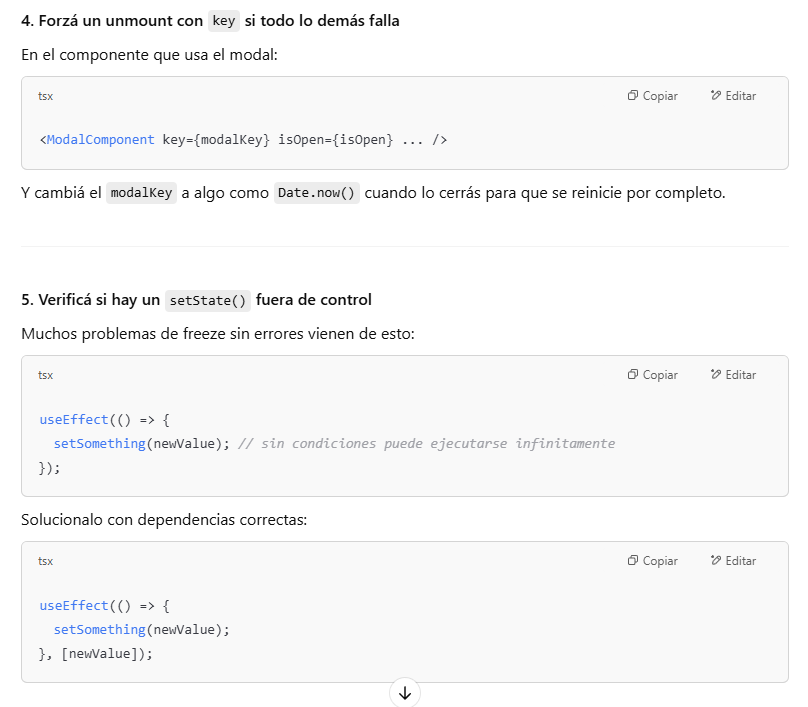 4. Forzá un unmount con key si todo lo demás falla
En el componente que usa el modal:
tsx
Copiar
Editar
<ModalComponent key={modalKey} isOpen={isOpen} ... />
Y cambiá el modalKey a algo como Date.now() cuando lo cerrás para que se reinicie por completo.
5. Verificá si hay un setState() fuera de control
Muchos problemas de freeze sin errores vienen de esto:
tsx
Copiar
Editar
useEffect(() => {
  setSomething(newValue); // sin condiciones puede ejecutarse infinitamente
});
Solucionalo con dependencias correctas:
tsx
Copiar
Editar
useEffect(() => {
  setSomething(newValue);
}, [newValue]);